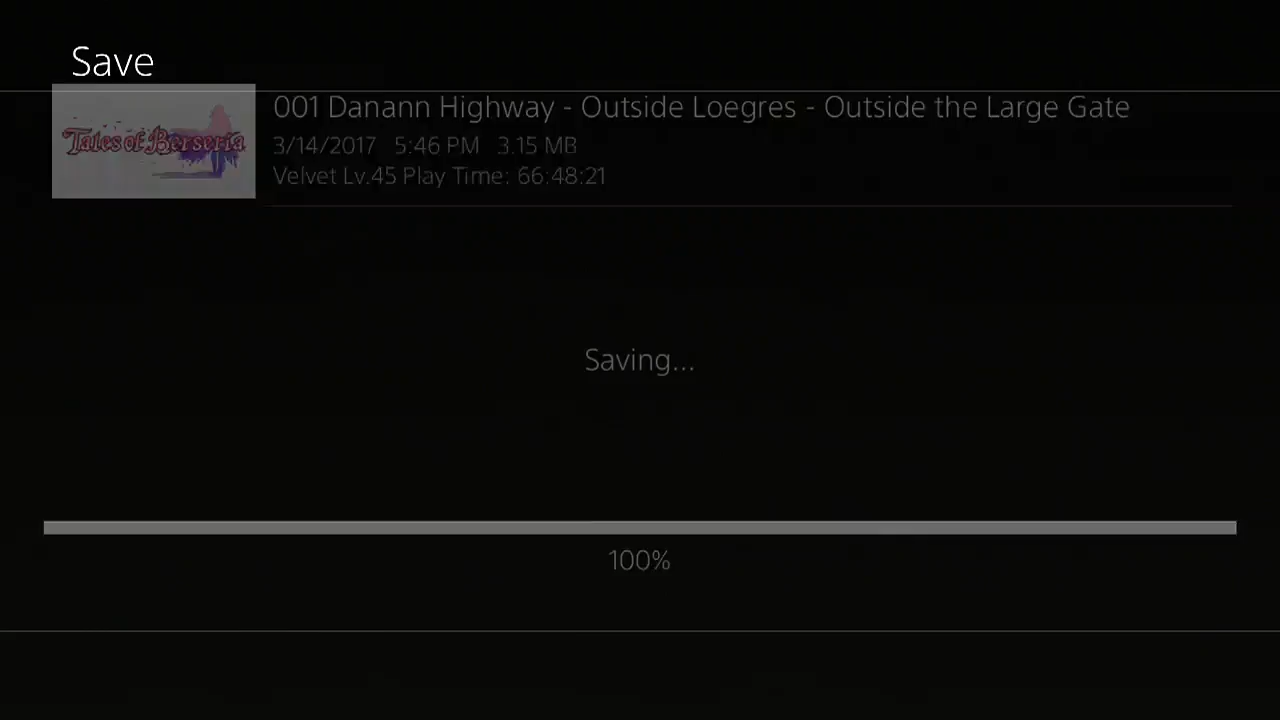 Save
Tales of Berseria
001 Danann Highway - Outside Loegres - Outside the Large Gate
3/14/2017 5:46 PM 3.15 MB
Velvet Lv.45 Play Time: 66:48:21
Saving...
100%